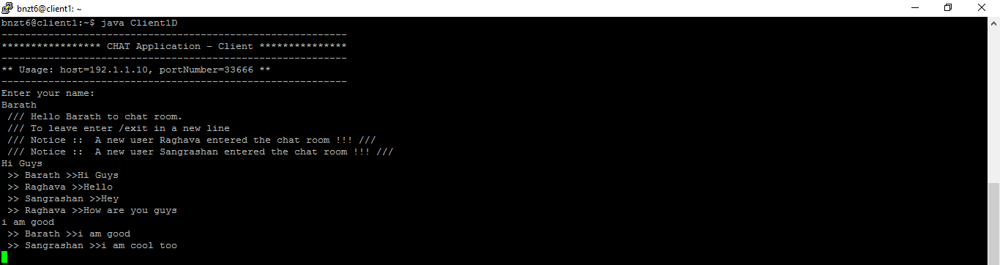 bnzt6@client1: ~
bnzt6@client1:~$ java Client1D
-----------------------------------------------------------
***************** CHAT Application - Client ***************
-----------------------------------------------------------
** Usage: host=192.1.1.10, portNumber=33666 **
-----------------------------------------------------------
Enter your name:
Barath
 /// Hello Barath to chat room.
 /// To leave enter /exit in a new line
 /// Notice ::  A new user Raghava entered the chat room !!! ///
 /// Notice ::  A new user Sangrashan entered the chat room !!! ///
Hi Guys
 >> Barath >>Hi Guys
 >> Raghava >>Hello
 >> Sangrashan >>Hey
 >> Raghava >>How are you guys
i am good
 >> Barath >>i am good
 >> Sangrashan >>i am cool too